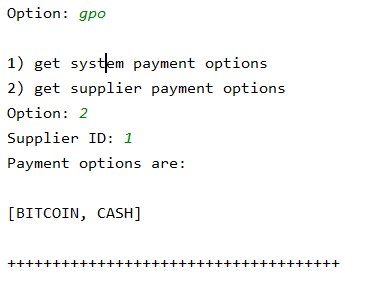 Option: gpo
1) get system payment options
2) get supplier payment options
Option: 2
Supplier ID: 1
Payment options are:
[BITCOIN, CASH]
+++++++++++++++++++++++++++++++++++++